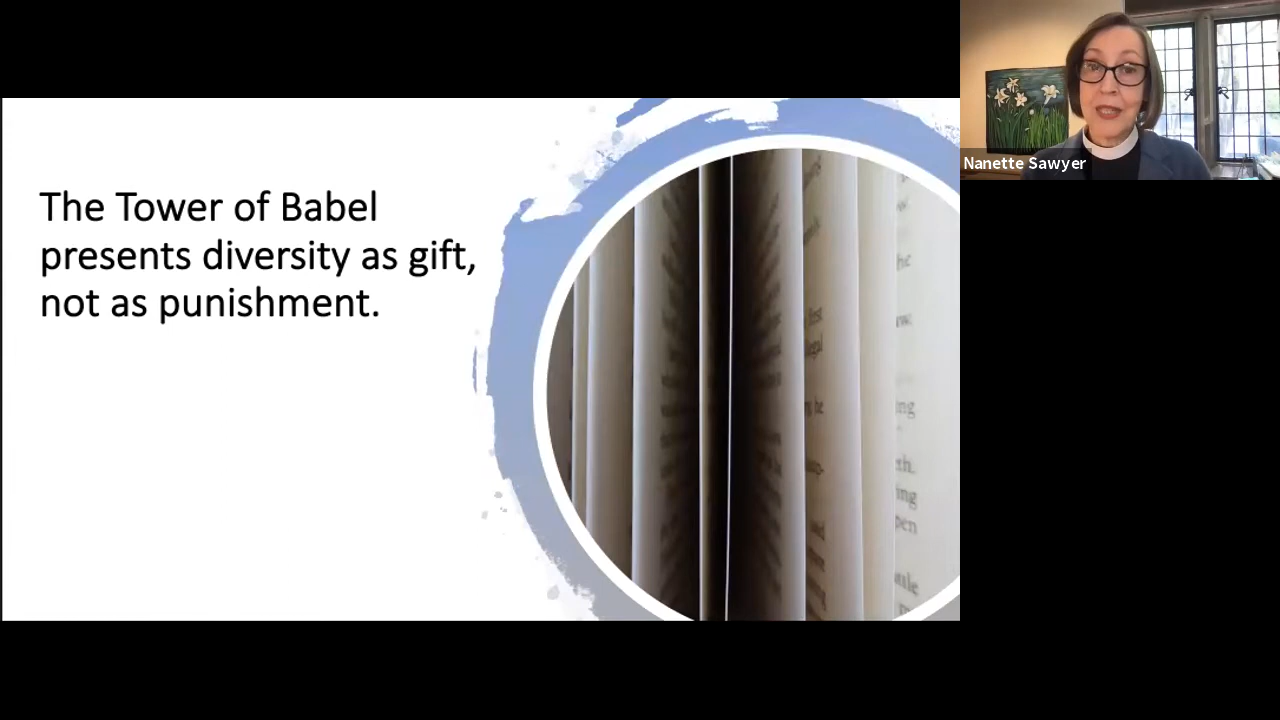 The Tower of Babel
presents diversity as gift,
not as punishment.
Nanette Sawyer